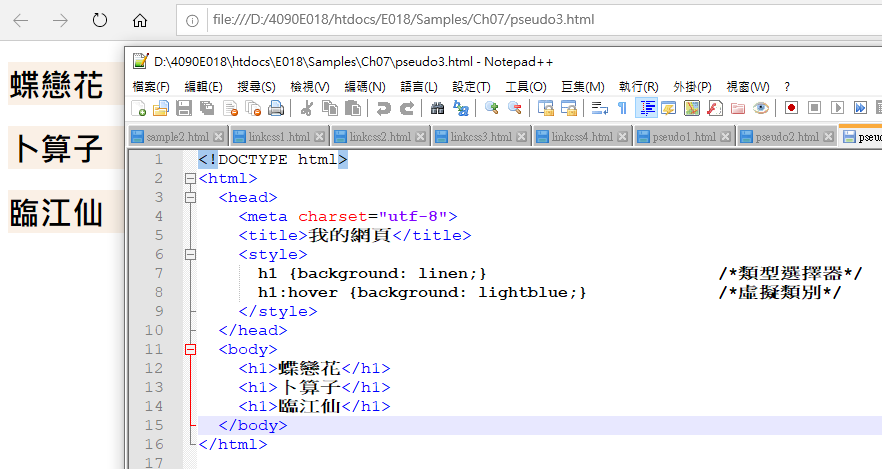 file:///D:/4090E018/htdocs/E018/Samples/Ch07/pseudo3.html
蝶戀花
卜算子
臨江仙
D:\4090E018\htdocs\E018\Samples\Ch07\pseudo3.html - Notepad++
檔案(F) 編輯(E) 搜尋(S) 檢視(V) 編碼(N) 語言(L) 設定(T) 工具(O) 巨集(M) 執行(R) 外掛(P) 視窗(W) ?
sample2.html linkcss1.html linkcss2.html linkcss3.html linkcss4.html pseudo1.html pseudo2.html pseu
1 <!DOCTYPE html>
2 <html>
3 <head>
4 <meta charset="utf-8">
5 <title>我的網頁</title>
6 <style>
7 h1 {background: linen;} /*類型選擇器*/
8 h1:hover {background: lightblue;} /*虛擬類別*/
9 </style>
10 </head>
11 <body>
12 <h1>蝶戀花</h1>
13 <h1>卜算子</h1>
14 <h1>臨江仙</h1>
15 </body>
16 </html>
17